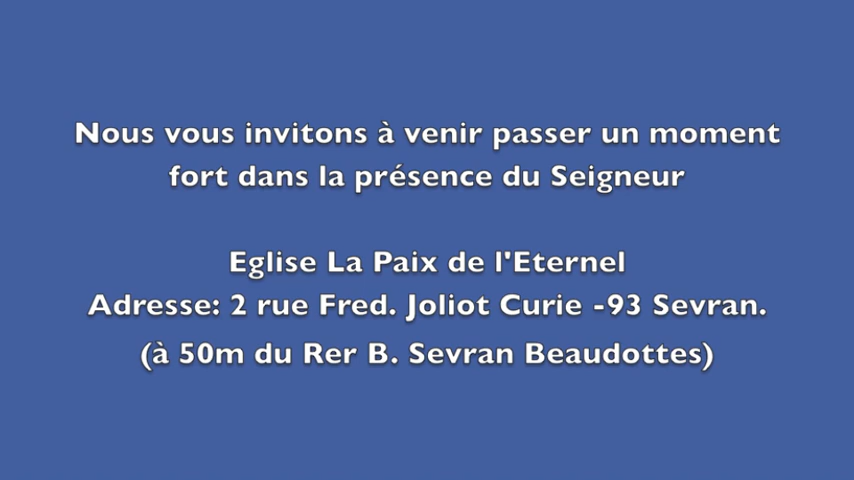 Nous vous invitons à venir passer un moment
fort dans la présence du Seigneur
Eglise La Paix de l'Eternel
Adresse: 2 rue Fred. Joliot Curie -93 Sevran.
(à 50m du Rer B. Sevran Beaudottes)